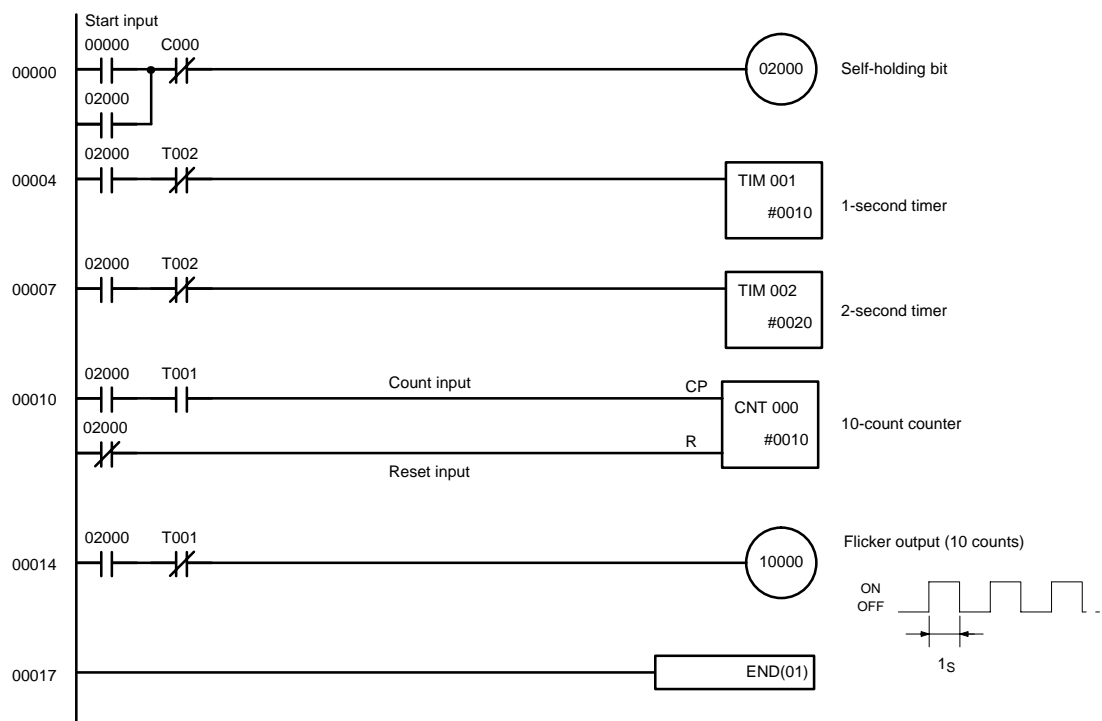 Start input
00000 C000
00000
02000 Self-holding bit
02000
02000 T002
00004
TIM 001
#0010
1-second timer
02000 T002
00007
TIM 002
#0020
2-second timer
02000 T001
00010
Count input
CP
CNT 000
#0010
10-count counter
02000
R
Reset input
02000 T001
00014
10000
Flicker output (10 counts)
ON
OFF
1S
00017
END(01)